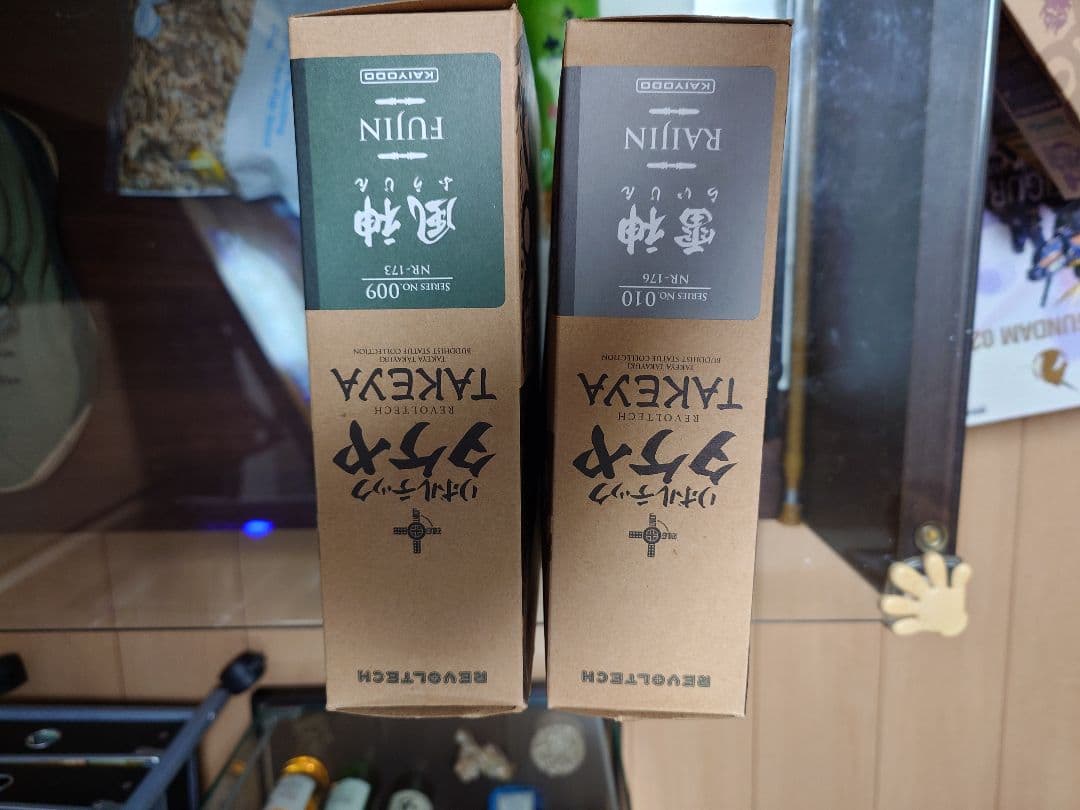 REVOLTECH
リボルテック
タケヤ
REVOLTECH
TAKEYA
TAKEYA TAKAYUKI
BUDDHIST STATUE COLLECTION
SERIES NO.010
NR-176
雷神
らいじん
RAIJIN
KAIYODO
REVOLTECH
リボルテック
タケヤ
REVOLTECH
TAKEYA
TAKEYA TAKAYUKI
BUDDHIST STATUE COLLECTION
SERIES NO.009
NR-173
風神
ふうじん
FUJIN
KAIYODO